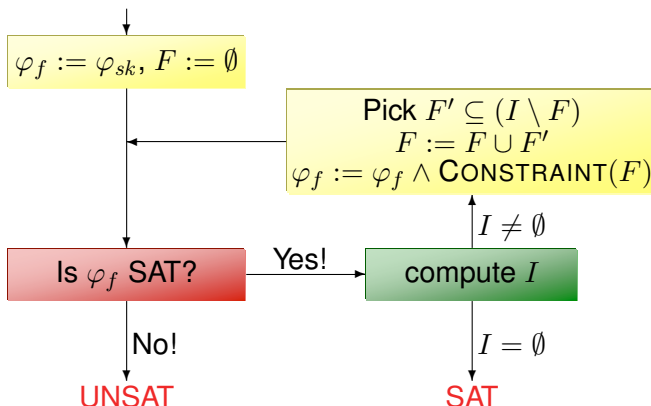 φ_f := φ_sk, F := ∅
Pick F′ ⊆ (I \ F)
F := F ∪ F′
φ_f := φ_f ∧ CONSTRAINT(F)
I ≠ ∅
Is φ_f SAT?
Yes!
compute I
No!
I = ∅
UNSAT
SAT